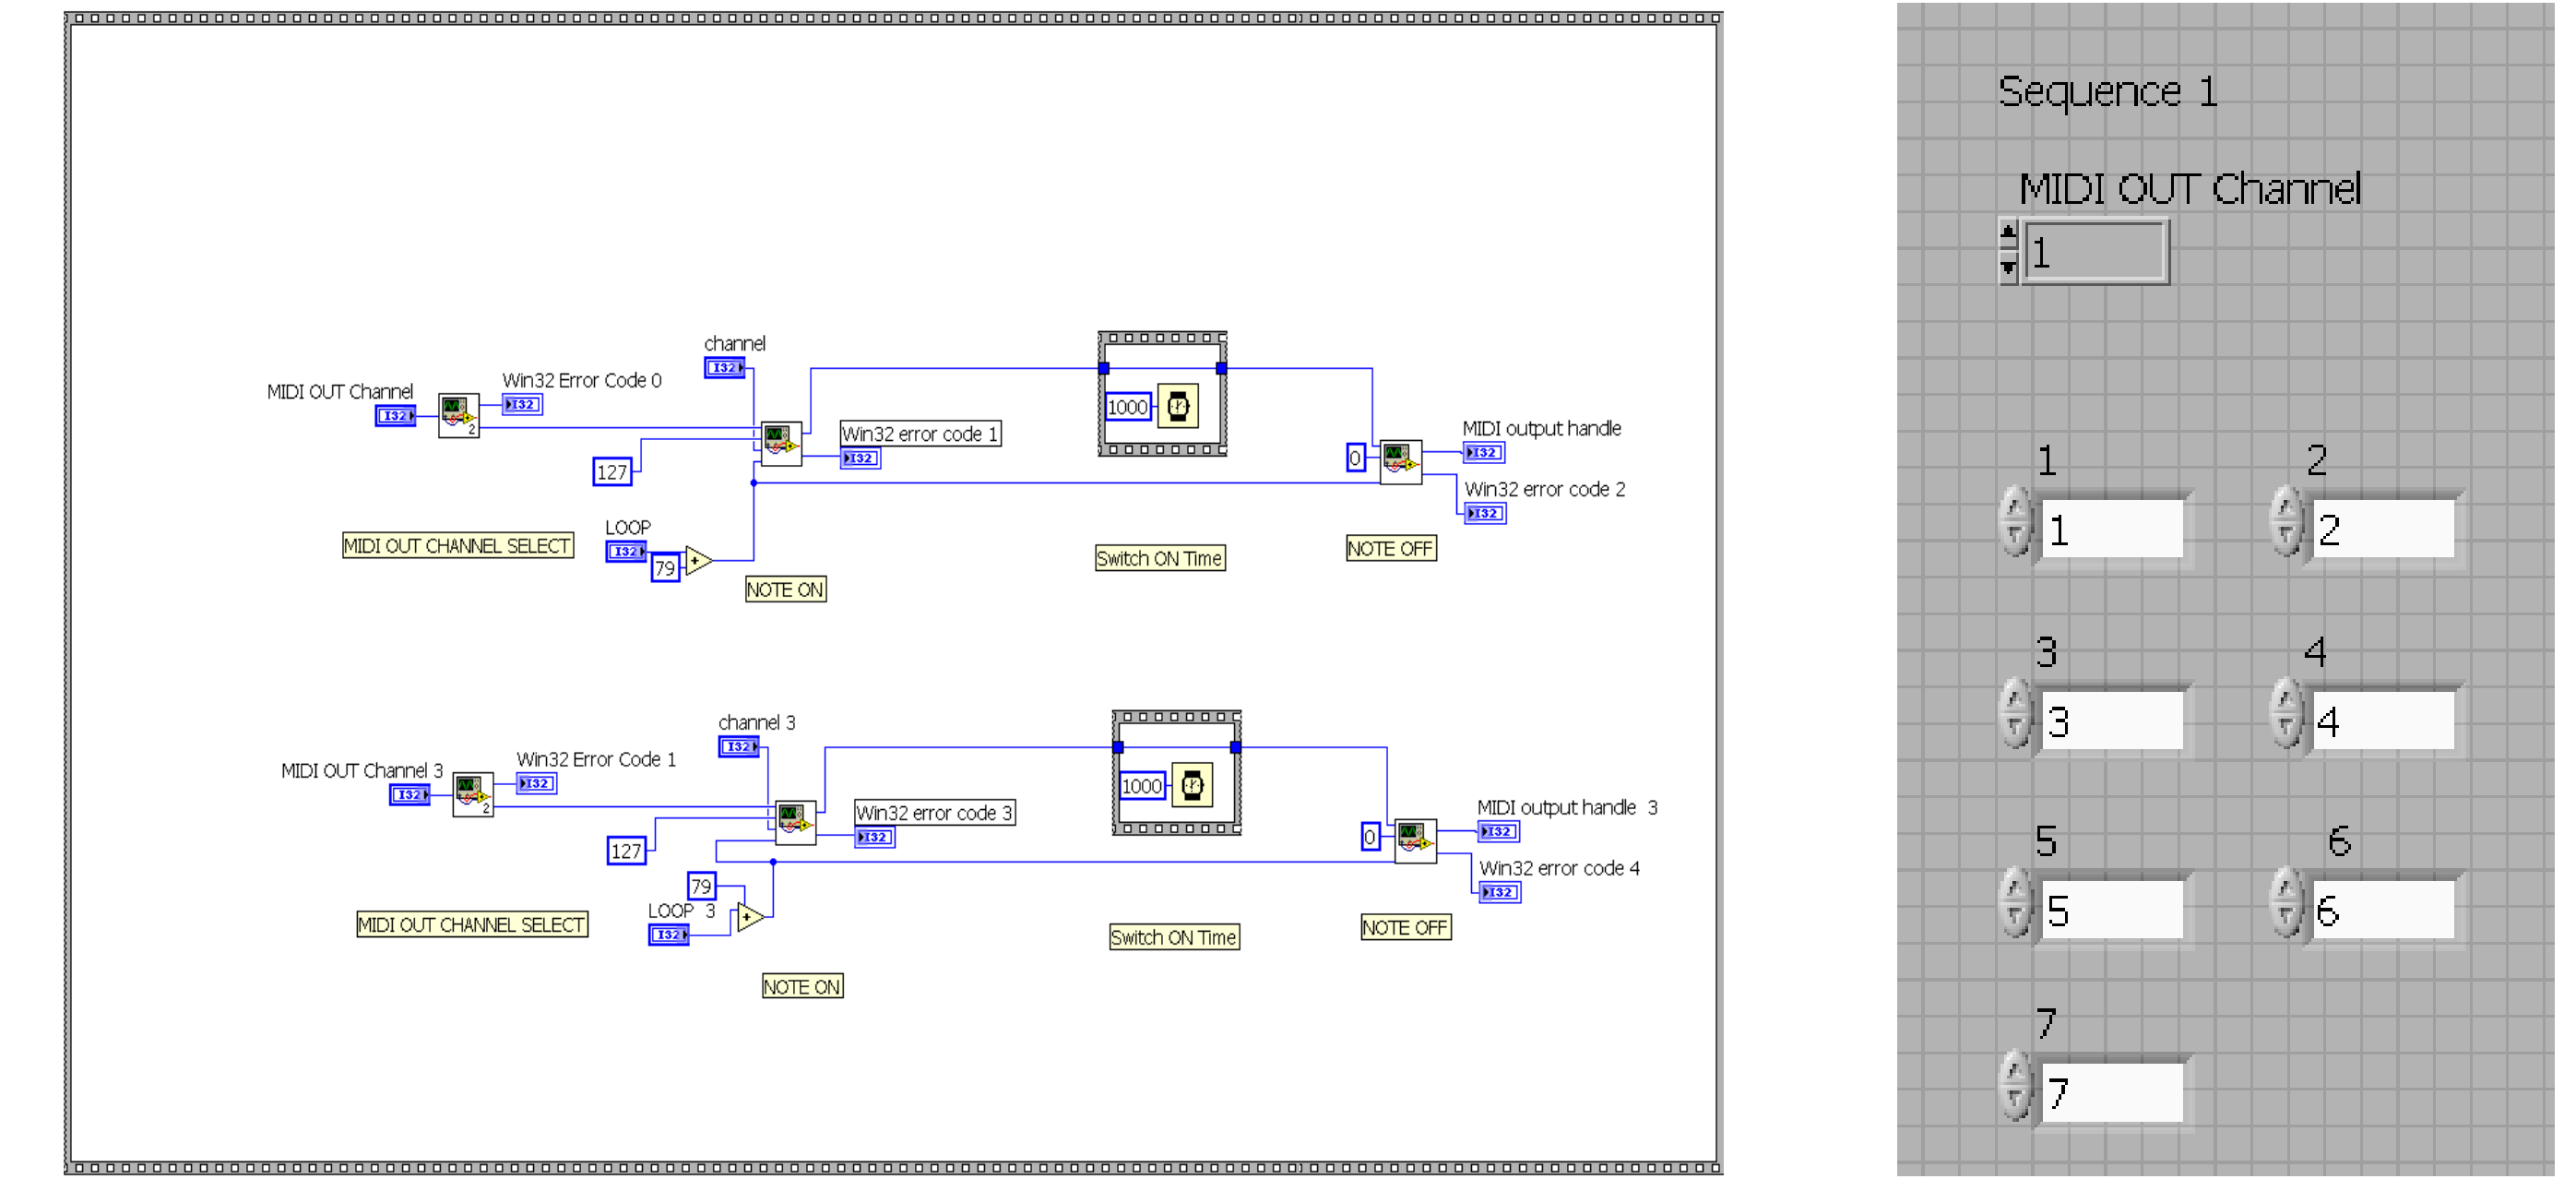 channel
I32
MIDI OUT Channel
I32
2
Win32 Error Code 0
I32
127
Win32 error code 1
I32
1000
0
MIDI output handle
I32
Win32 error code 2
I32
MIDI OUT CHANNEL SELECT
LOOP
I32
79
+
NOTE ON
Switch ON Time
NOTE OFF
channel 3
I32
MIDI OUT Channel 3
I32
2
Win32 Error Code 1
I32
127
Win32 error code 3
I32
1000
0
MIDI output handle 3
I32
Win32 error code 4
I32
MIDI OUT CHANNEL SELECT
79
LOOP 3
I32
+
NOTE ON
Switch ON Time
NOTE OFF
Sequence 1
MIDI OUT Channel
1
1 2
1 2
3 4
3 4
5 6
5 6
7
7